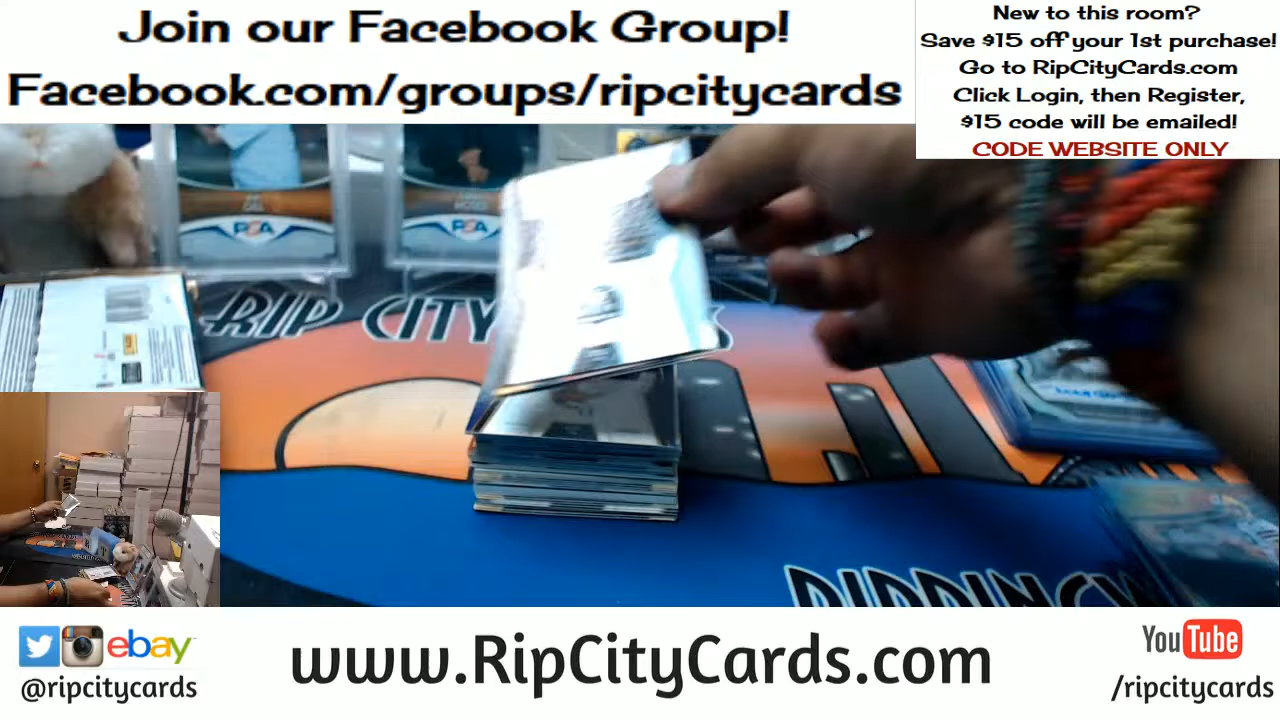 Join our Facebook Group!
Facebook.com/groups/ripcitycards
New to this room?
Save $15 off your 1st purchase!
Go to RipCityCards.com
Click Login, then Register,
$15 code will be emailed!
CODE WEBSITE ONLY
PSA
PSA
RIP CITY
ebay
@ripcitycards
www.RipCityCards.com
YouTube
/ripcitycards